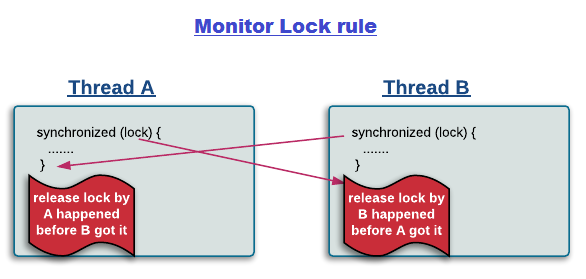 Monitor Lock rule
Thread A
synchronized (lock) {
.......
}
release lock by
A happened
before B got it
Thread B
synchronized (lock) {
.......
}
release lock by
B happened
before A got it